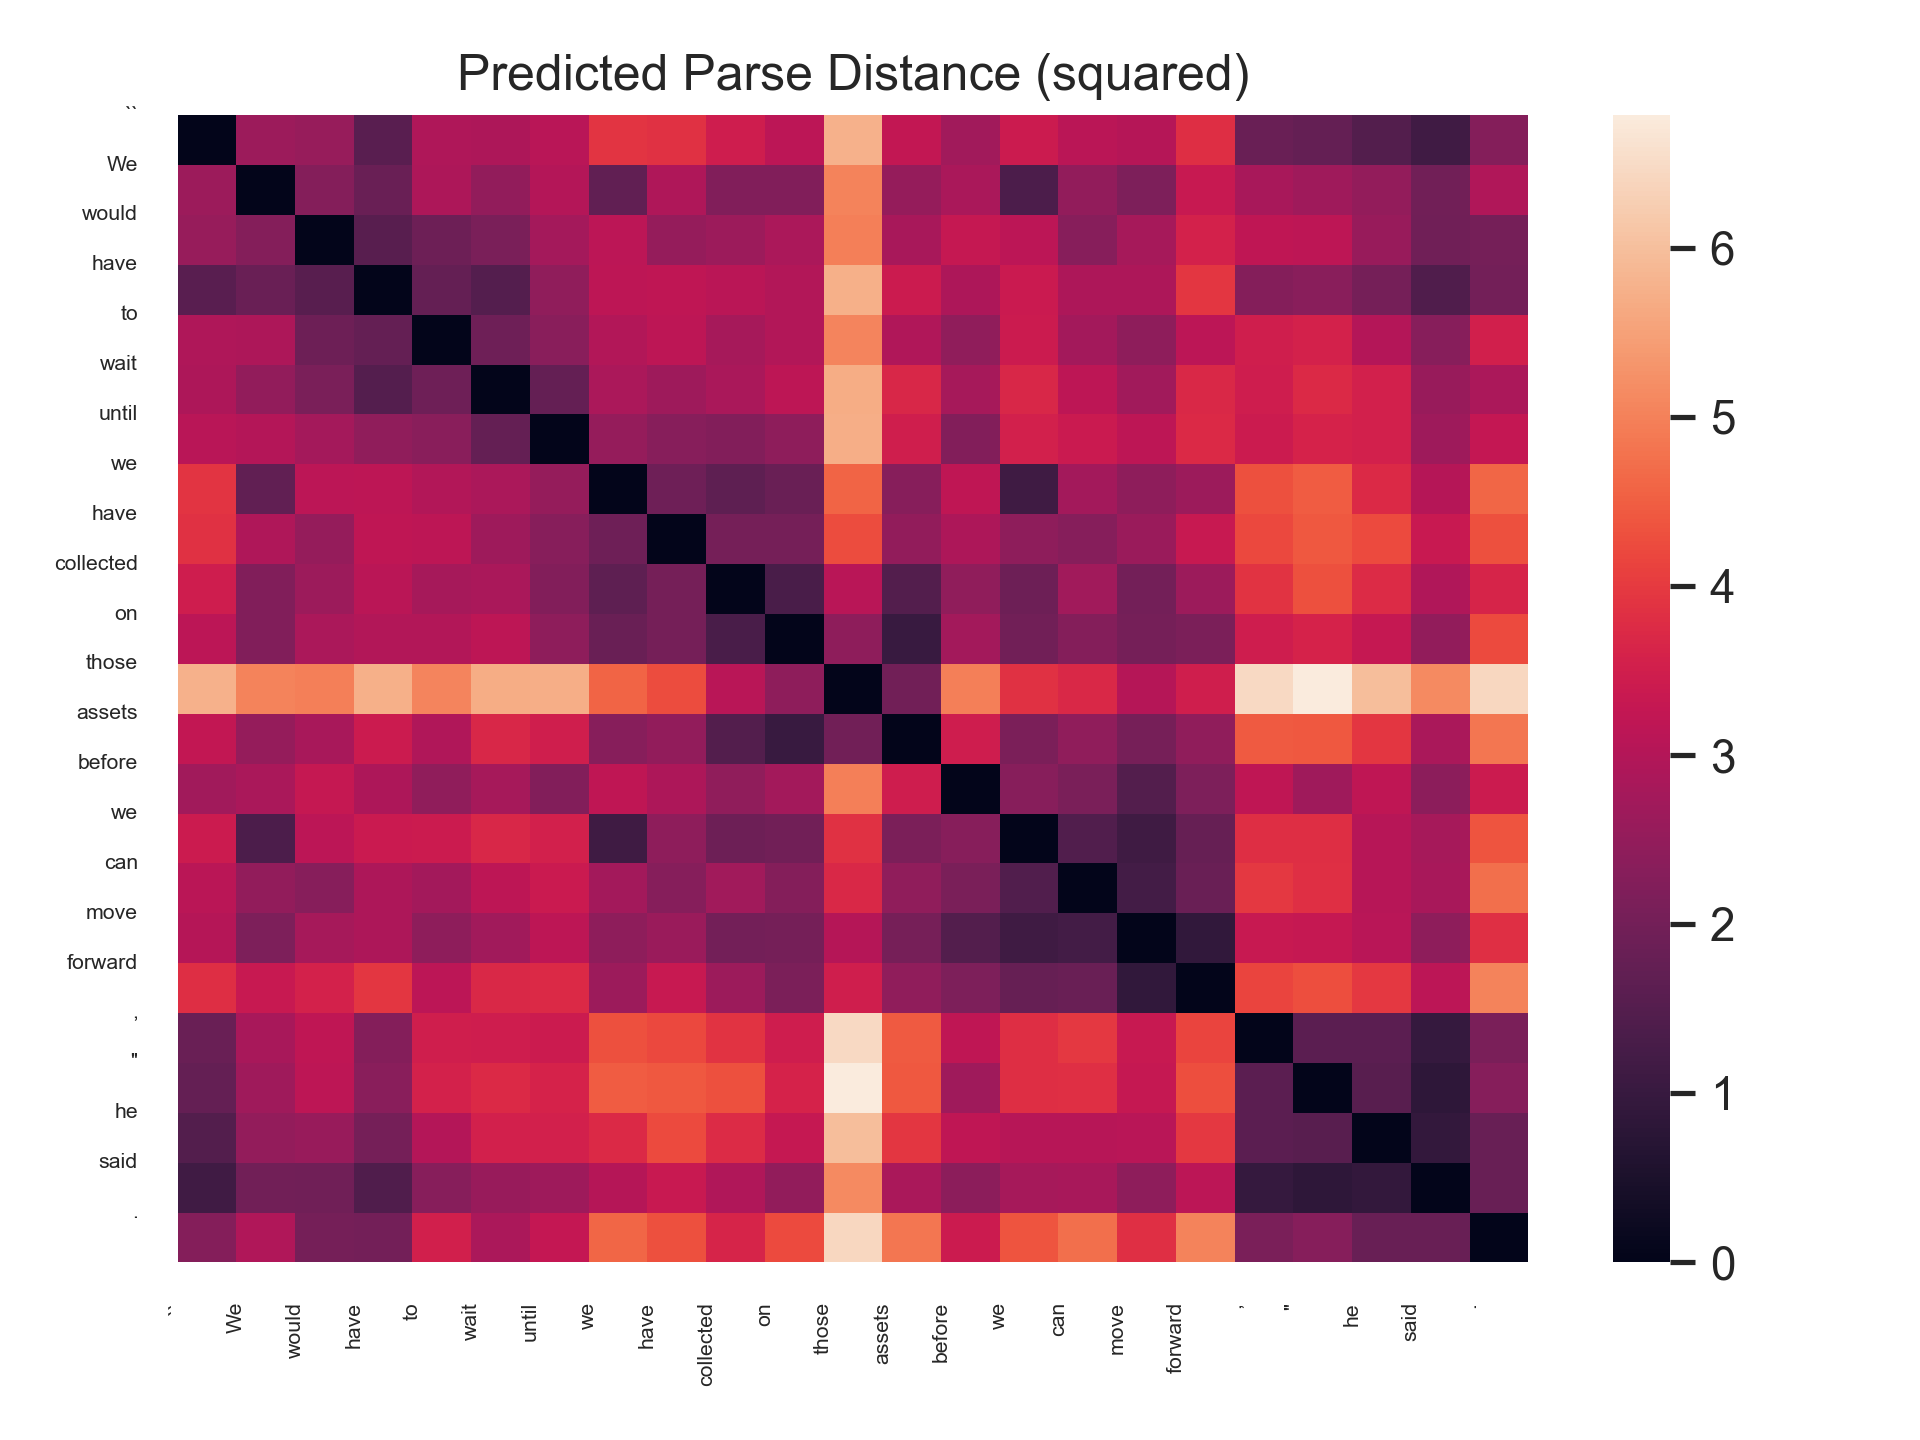 Predicted Parse Distance (squared)
``
We
would
have
to
wait
until
we
have
collected
on
those
assets
before
we
can
move
forward
,
''
he
said
.
6
5
4
3
2
1
0
``
We
would
have
to
wait
until
we
have
collected
on
those
assets
before
we
can
move
forward
,
''
he
said
.